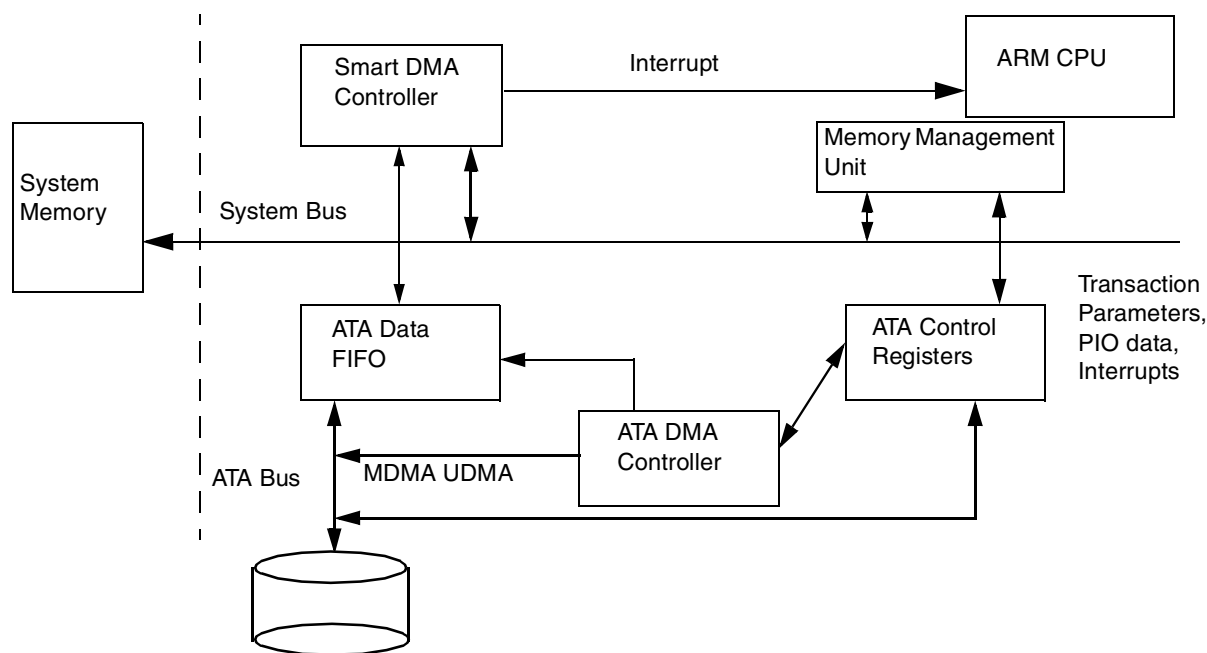 Smart DMA
Controller
Interrupt
ARM CPU
Memory Management
Unit
System
Memory
System Bus
Transaction
Parameters,
PIO data,
Interrupts
ATA Data
FIFO
ATA Control
Registers
ATA DMA
Controller
ATA Bus
MDMA UDMA